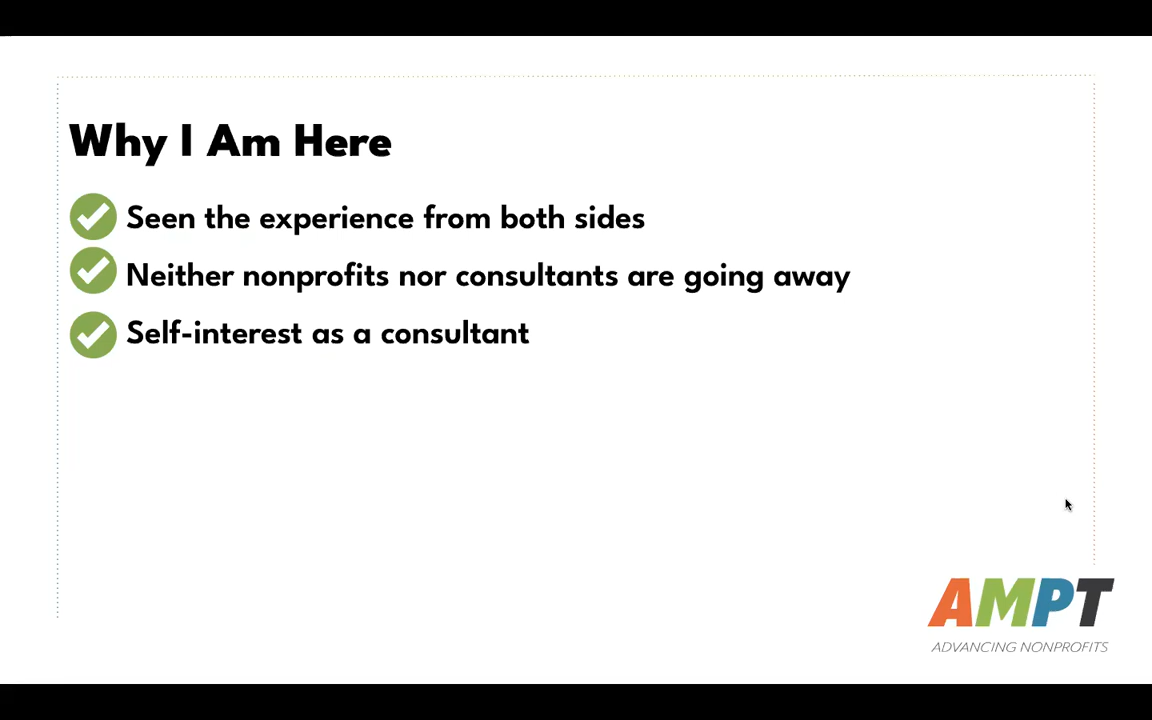 Why I Am Here
Seen the experience from both sides
Neither nonprofits nor consultants are going away
Self-interest as a consultant
AMPT
ADVANCING NONPROFITS